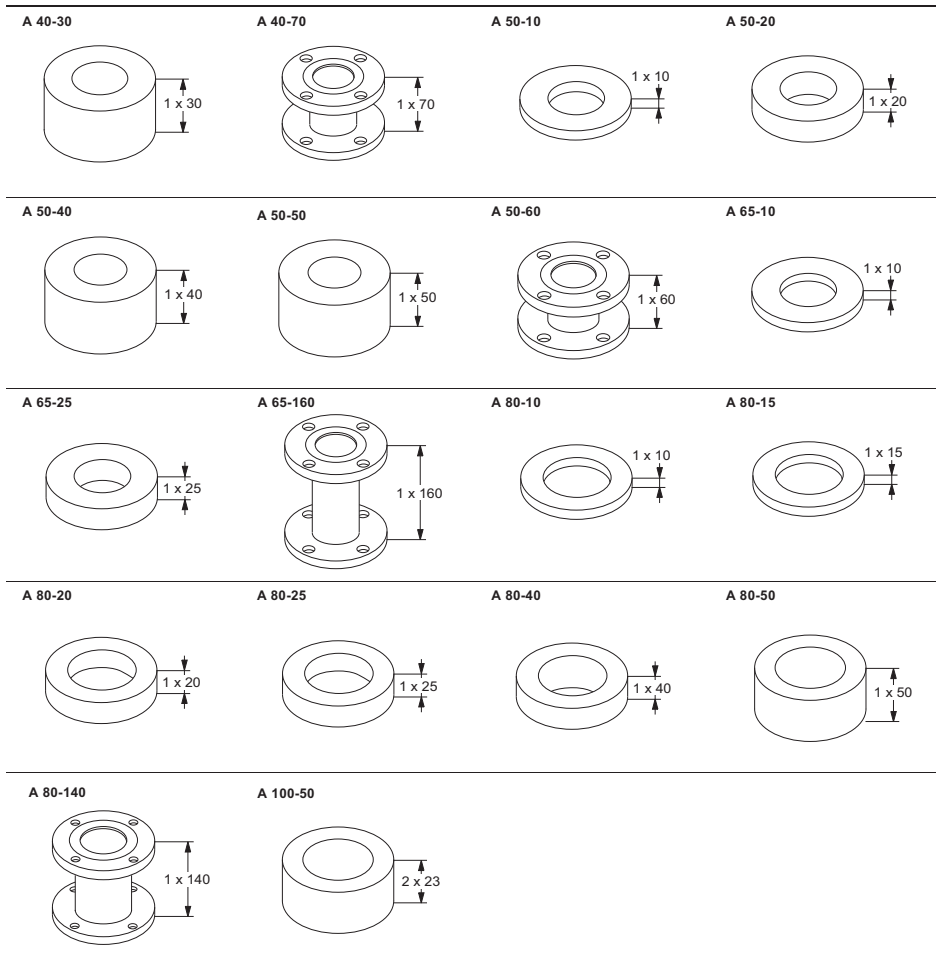 A 40-30
A 40-70
A 50-10
A 50-20
1 x 30
1 x 70
1 x 10
1 x 20
A 50-40
A 50-50
A 50-60
A 65-10
1 x 40
1 x 50
1 x 60
1 x 10
A 65-25
A 65-160
A 80-10
A 80-15
1 x 25
1 x 160
1 x 10
1 x 15
A 80-20
A 80-25
A 80-40
A 80-50
1 x 20
1 x 25
1 x 40
1 x 50
A 80-140
A 100-50
1 x 140
2 x 23